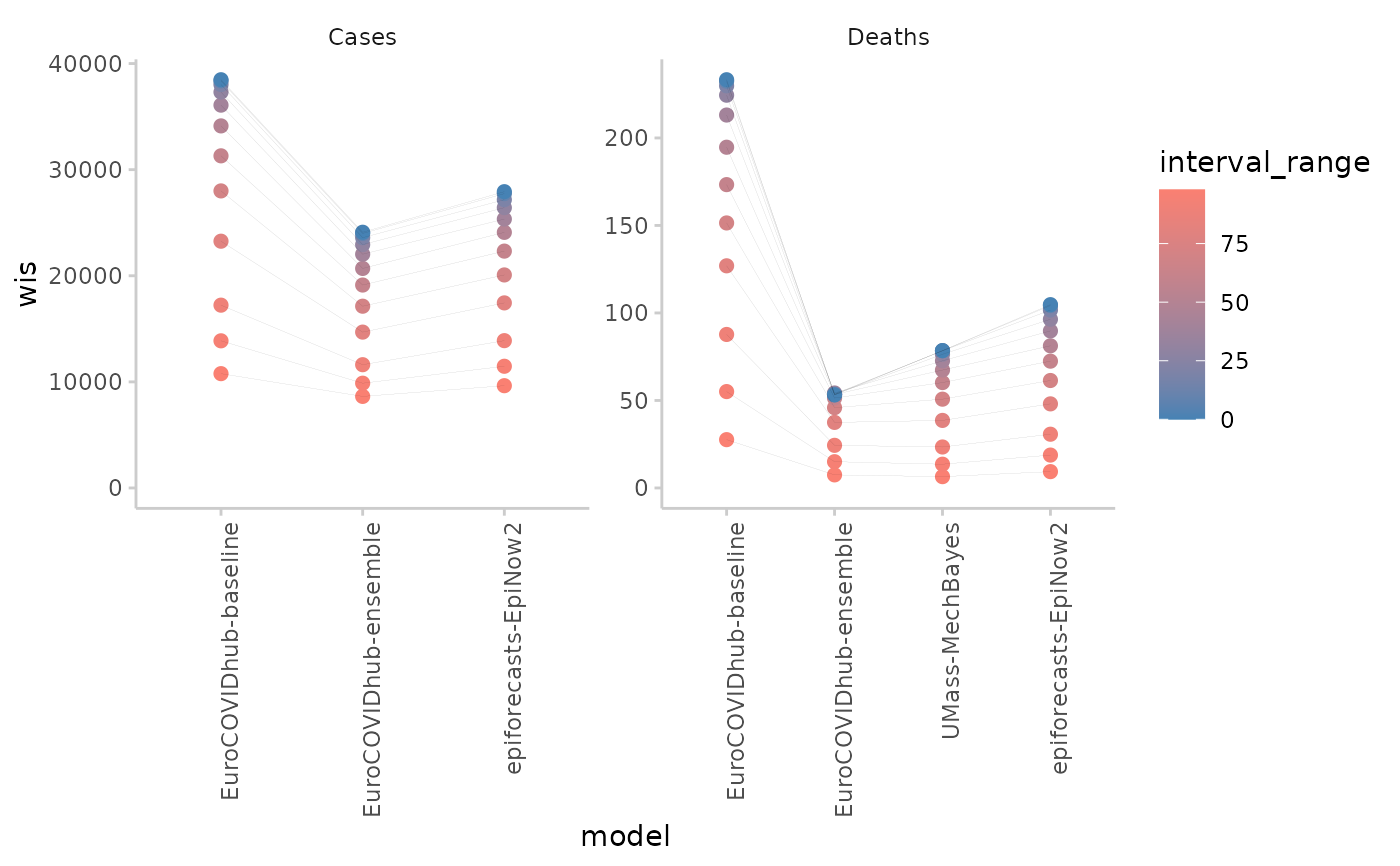 Cases
Deaths
wis
40000
30000
20000
10000
0
200
150
100
50
0
EuroCOVIDhub-baseline
EuroCOVIDhub-ensemble
epiforecasts-EpiNow2
EuroCOVIDhub-baseline
EuroCOVIDhub-ensemble
UMass-MechBayes
epiforecasts-EpiNow2
model
interval_range
75
50
25
0